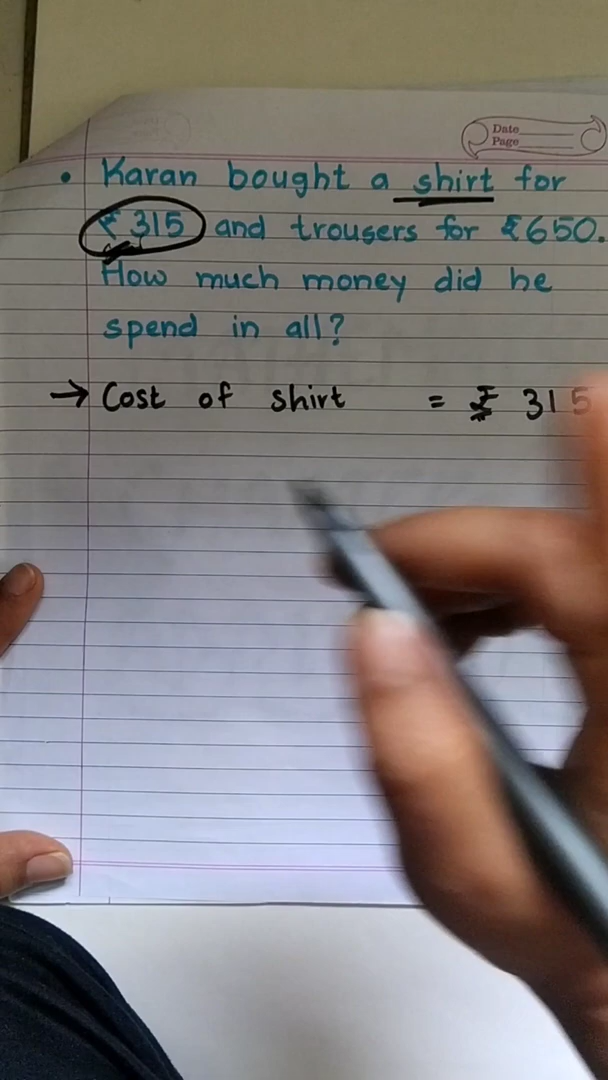 Date
Page
• Karan bought a shirt for
₹315 and trousers for ₹650.
How much money did he
spend in all?
→ Cost of shirt = ₹ 315